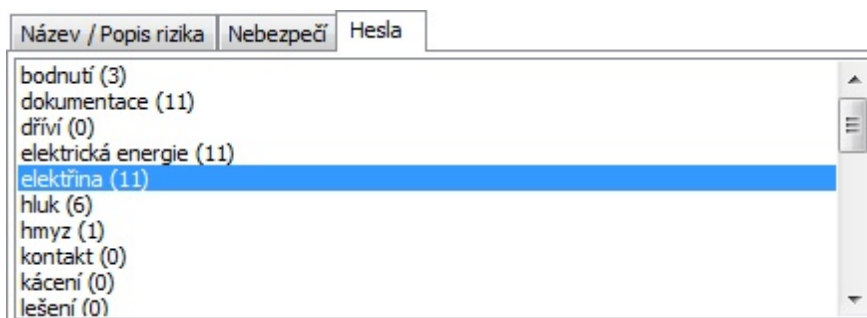 Název / Popis rizika Nebezpečí Hesla
bodnutí (3)
dokumentace (11)
dříví (0)
elektrická energie (11)
elektřina (11)
hluk (6)
hmyz (1)
kontakt (0)
kácení (0)
lešení (0)